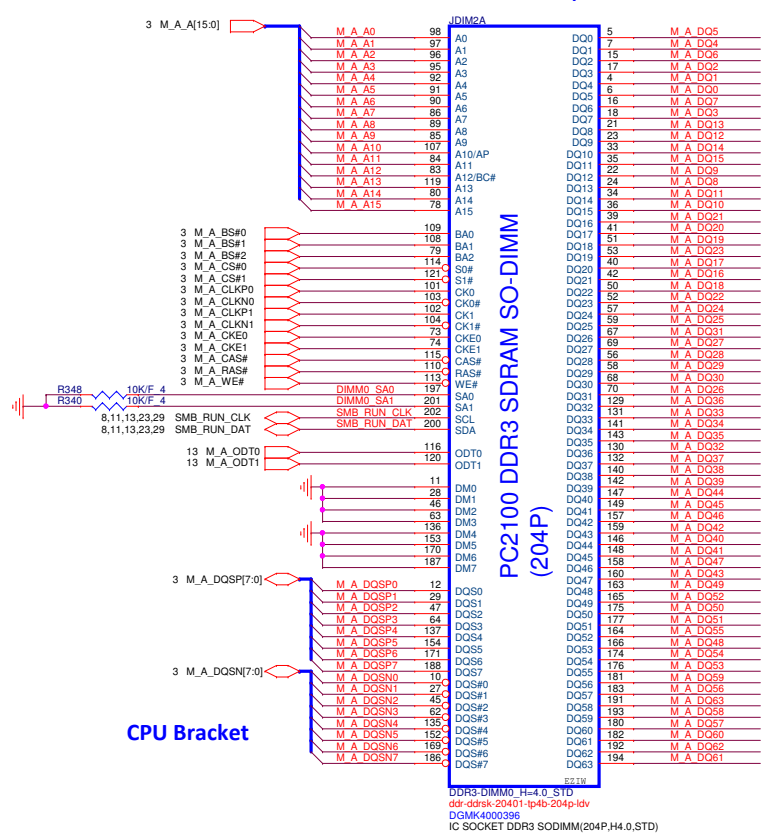 JDIM2A
3 M_A_A[15:0]
M_A_A0 98 A0
M_A_A1 97 A1
M_A_A2 96 A2
M_A_A3 95 A3
M_A_A4 92 A4
M_A_A5 91 A5
M_A_A6 90 A6
M_A_A7 86 A7
M_A_A8 89 A8
M_A_A9 85 A9
M_A_A10 107 A10/AP
M_A_A11 84 A11
M_A_A12 83 A12/BC#
M_A_A13 119 A13
M_A_A14 80 A14
M_A_A15 78 A15
3 M_A_BS#0 109 BA0
3 M_A_BS#1 108 BA1
3 M_A_BS#2 79 BA2
3 M_A_CS#0 114 S0#
3 M_A_CS#1 121 S1#
3 M_A_CLKP0 101 CK0
3 M_A_CLKN0 103 CK0#
3 M_A_CLKP1 102 CK1
3 M_A_CLKN1 104 CK1#
3 M_A_CKE0 73 CKE0
3 M_A_CKE1 74 CKE1
3 M_A_CAS# 115 CAS#
3 M_A_RAS# 110 RAS#
3 M_A_WE# 113 WE#
R348 10K/F_4 DIMM0_SA0 197 SA0
R340 10K/F_4 DIMM0_SA1 201 SA1
8,11,13,23,29 SMB_RUN_CLK SMB_RUN_CLK 202 SCL
8,11,13,23,29 SMB_RUN_DAT SMB_RUN_DAT 200 SDA
13 M_A_ODT0 116 ODT0
13 M_A_ODT1 120 ODT1
11 DM0
28 DM1
46 DM2
63 DM3
136 DM4
153 DM5
170 DM6
187 DM7
3 M_A_DQSP[7:0]
M_A_DQSP0 12 DQS0
M_A_DQSP1 29 DQS1
M_A_DQSP2 47 DQS2
M_A_DQSP3 64 DQS3
M_A_DQSP4 137 DQS4
M_A_DQSP5 154 DQS5
M_A_DQSP6 171 DQS6
M_A_DQSP7 188 DQS7
3 M_A_DQSN[7:0]
M_A_DQSN0 10 DQS#0
M_A_DQSN1 27 DQS#1
M_A_DQSN2 45 DQS#2
M_A_DQSN3 62 DQS#3
M_A_DQSN4 135 DQS#4
M_A_DQSN5 152 DQS#5
M_A_DQSN6 169 DQS#6
M_A_DQSN7 186 DQS#7
CPU Bracket
PC2100 DDR3 SDRAM SO-DIMM
(204P)
DQ0 5 M_A_DQ5
DQ1 7 M_A_DQ4
DQ2 15 M_A_DQ6
DQ3 17 M_A_DQ2
DQ4 4 M_A_DQ1
DQ5 6 M_A_DQ0
DQ6 16 M_A_DQ7
DQ7 18 M_A_DQ3
DQ8 21 M_A_DQ13
DQ9 23 M_A_DQ12
DQ10 33 M_A_DQ14
DQ11 35 M_A_DQ15
DQ12 22 M_A_DQ9
DQ13 24 M_A_DQ8
DQ14 34 M_A_DQ11
DQ15 36 M_A_DQ10
DQ16 39 M_A_DQ21
DQ17 41 M_A_DQ20
DQ18 51 M_A_DQ19
DQ19 53 M_A_DQ23
DQ20 40 M_A_DQ17
DQ21 42 M_A_DQ16
DQ22 50 M_A_DQ18
DQ23 52 M_A_DQ22
DQ24 57 M_A_DQ24
DQ25 59 M_A_DQ25
DQ26 67 M_A_DQ31
DQ27 69 M_A_DQ27
DQ28 56 M_A_DQ28
DQ29 58 M_A_DQ29
DQ30 68 M_A_DQ30
DQ31 70 M_A_DQ26
DQ32 129 M_A_DQ36
DQ33 131 M_A_DQ33
DQ34 141 M_A_DQ34
DQ35 143 M_A_DQ35
DQ36 130 M_A_DQ32
DQ37 132 M_A_DQ37
DQ38 140 M_A_DQ38
DQ39 142 M_A_DQ39
DQ40 147 M_A_DQ44
DQ41 149 M_A_DQ45
DQ42 157 M_A_DQ46
DQ43 159 M_A_DQ42
DQ44 146 M_A_DQ40
DQ45 148 M_A_DQ41
DQ46 158 M_A_DQ47
DQ47 160 M_A_DQ43
DQ48 163 M_A_DQ49
DQ49 165 M_A_DQ52
DQ50 175 M_A_DQ50
DQ51 177 M_A_DQ51
DQ52 164 M_A_DQ55
DQ53 166 M_A_DQ48
DQ54 174 M_A_DQ54
DQ55 176 M_A_DQ53
DQ56 181 M_A_DQ59
DQ57 183 M_A_DQ56
DQ58 191 M_A_DQ63
DQ59 193 M_A_DQ58
DQ60 180 M_A_DQ57
DQ61 182 M_A_DQ60
DQ62 192 M_A_DQ62
DQ63 194 M_A_DQ61
EZIW
DDR3-DIMM0_H=4.0_STD
ddr-ddrsk-20401-tp4b-204p-ldv
DGMK4000396
IC SOCKET DDR3 SODIMM(204P,H4.0,STD)